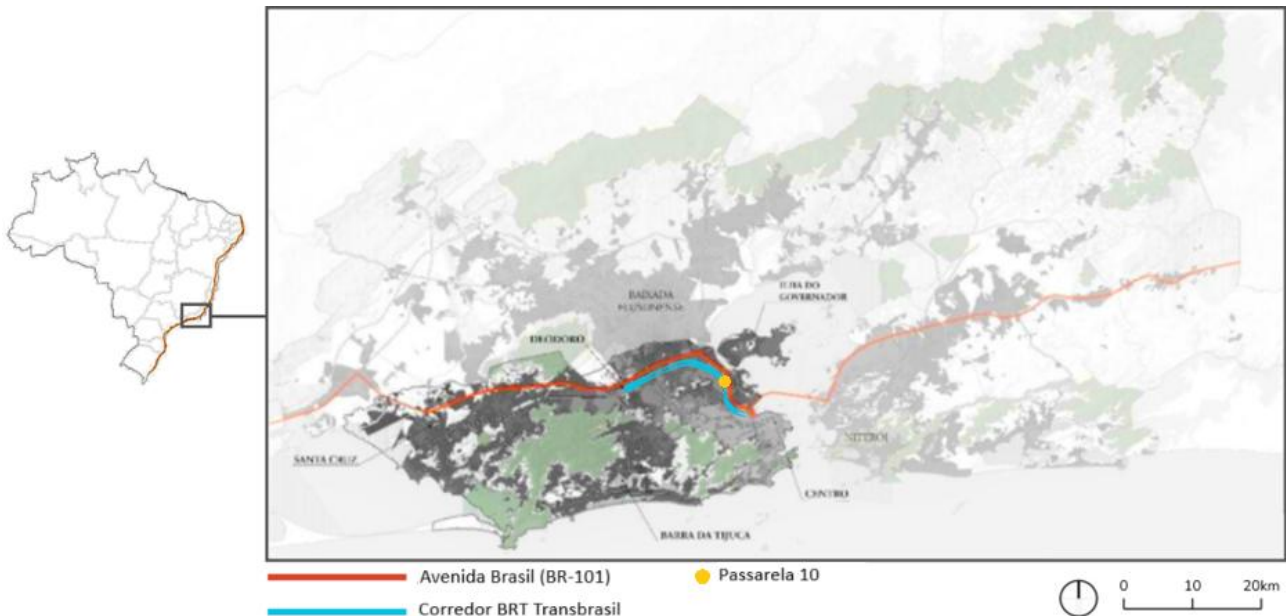 ILHA DO
GOVERNADOR
BAIXADA
FLUMINENSE
DEODORO
NITERÓI
SANTA CRUZ
CENTRO
BARRA DA TIJUCA
Avenida Brasil (BR-101)
Passarela 10
Corredor BRT Transbrasil
0 10 20km